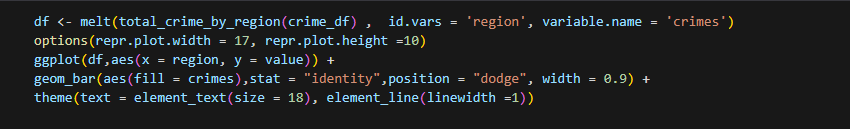 df <- melt(total_crime_by_region(crime_df) ,  id.vars = 'region', variable.name = 'crimes')
options(repr.plot.width = 17, repr.plot.height =10)
ggplot(df,aes(x = region, y = value)) +
geom_bar(aes(fill = crimes),stat = "identity",position = "dodge", width = 0.9) +
theme(text = element_text(size = 18), element_line(linewidth =1))